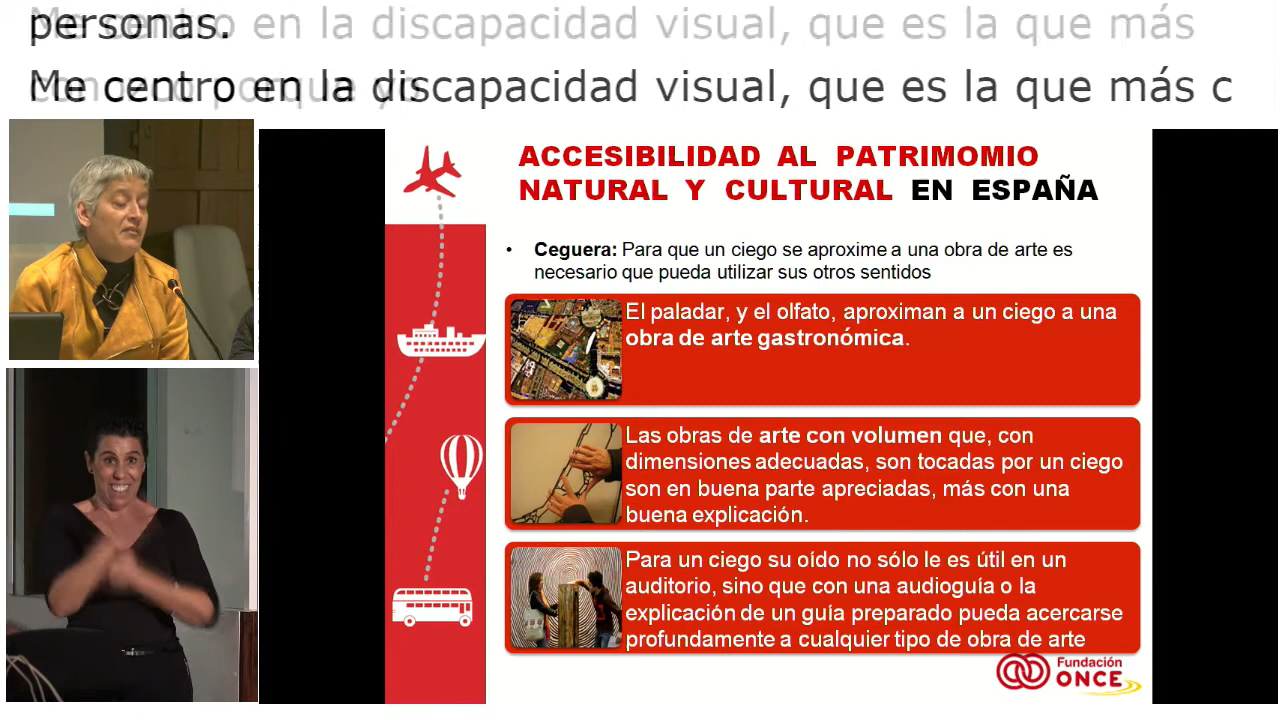 personas.
Me centro en la discapacidad visual, que es la que más
Me centro en la discapacidad visual, que es la que más c
conozco porque yo
ACCESIBILIDAD AL PATRIMOMIO
NATURAL Y CULTURAL EN ESPAÑA
• Ceguera: Para que un ciego se aproxime a una obra de arte es
necesario que pueda utilizar sus otros sentidos
El paladar, y el olfato, aproximan a un ciego a una
obra de arte gastronómica.
Las obras de arte con volumen que, con
dimensiones adecuadas, son tocadas por un ciego
son en buena parte apreciadas, más con una
buena explicación.
Para un ciego su oído no sólo le es útil en un
auditorio, sino que con una audioguía o la
explicación de un guía preparado pueda acercarse
profundamente a cualquier tipo de obra de arte
Fundación
ONCE